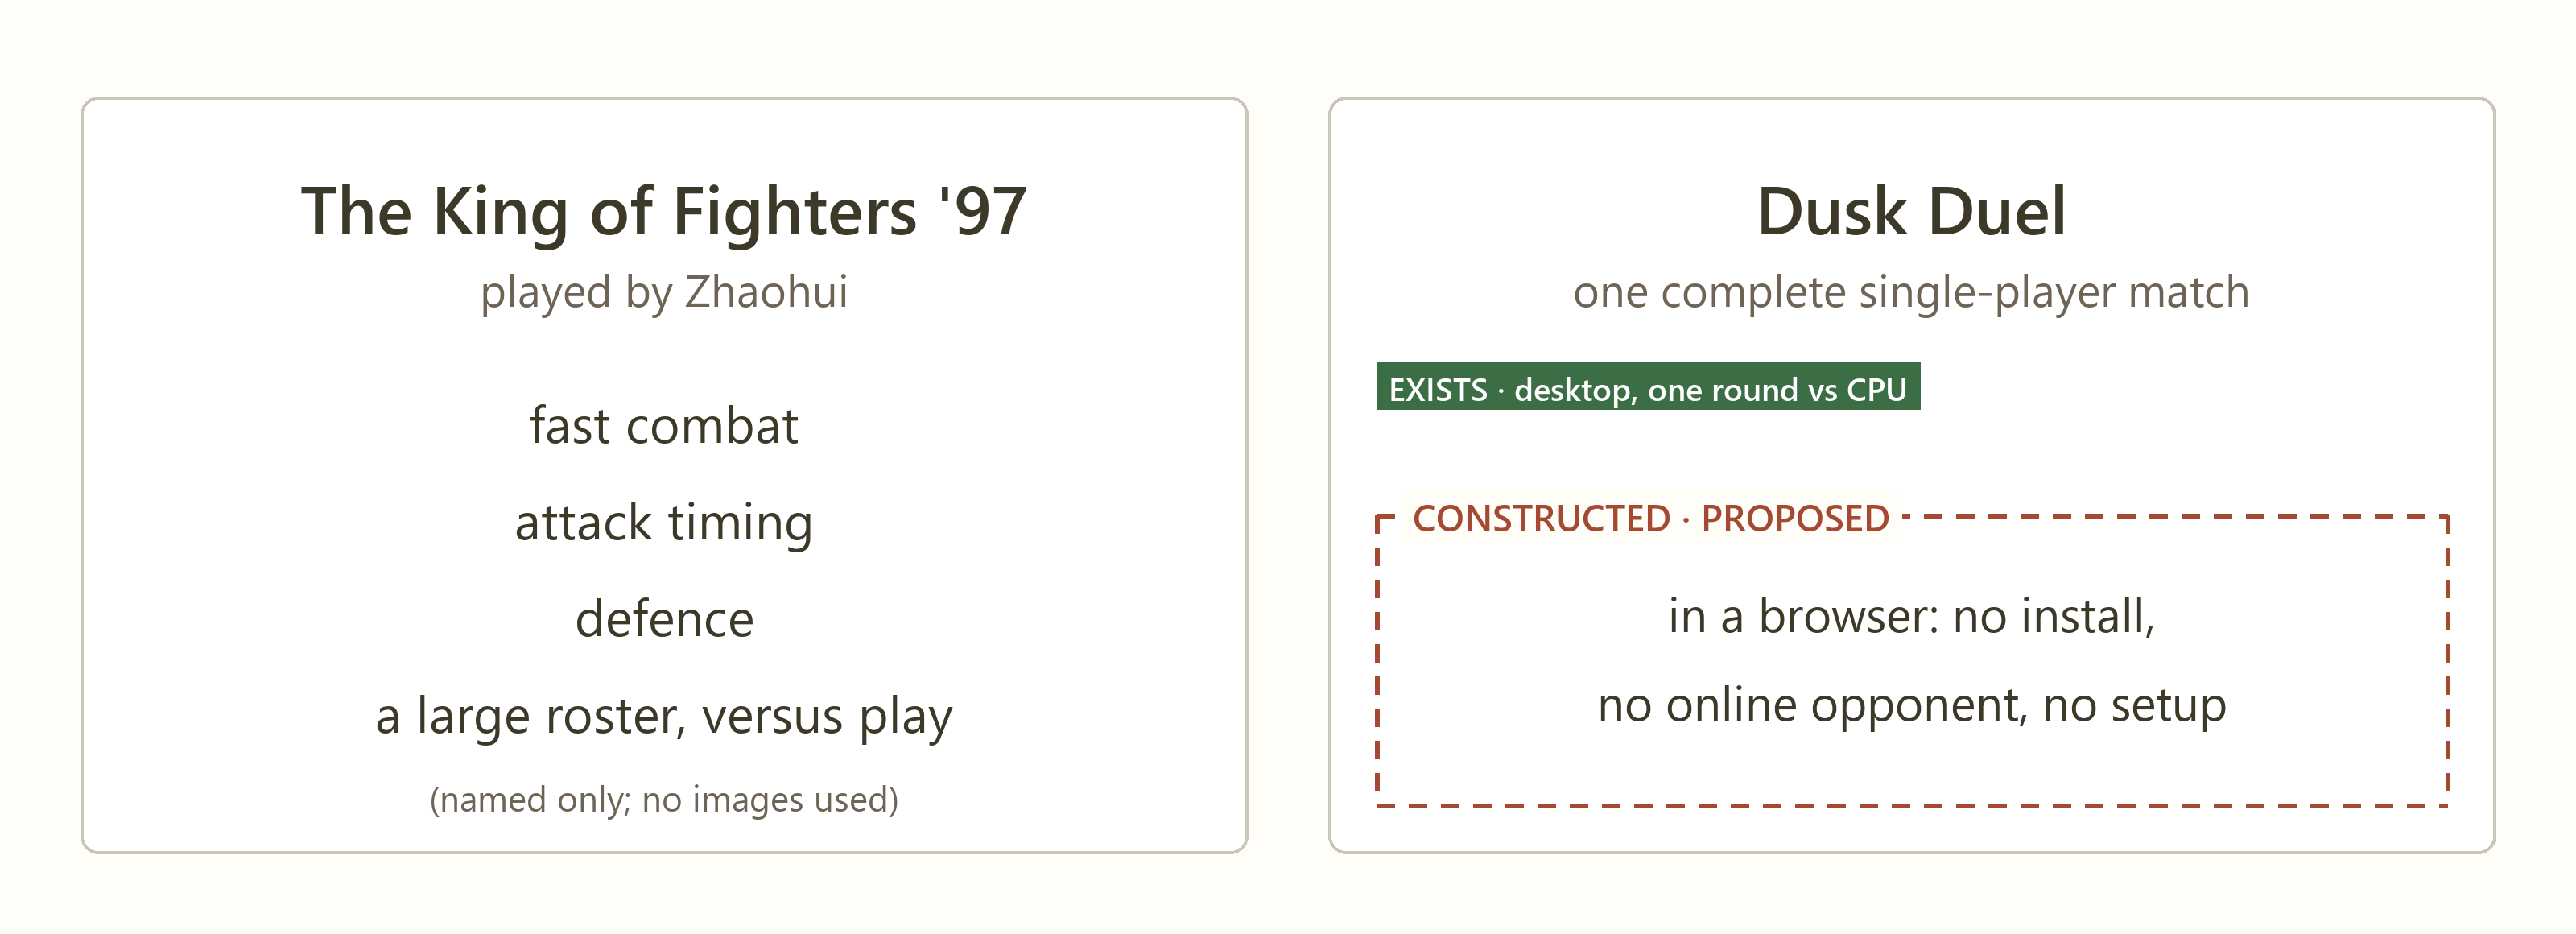 The King of Fighters '97
played by Zhaohui
fast combat
attack timing
defence
a large roster, versus play
(named only; no images used)
Dusk Duel
one complete single-player match
EXISTS · desktop, one round vs CPU
CONSTRUCTED · PROPOSED
in a browser: no install,
no online opponent, no setup